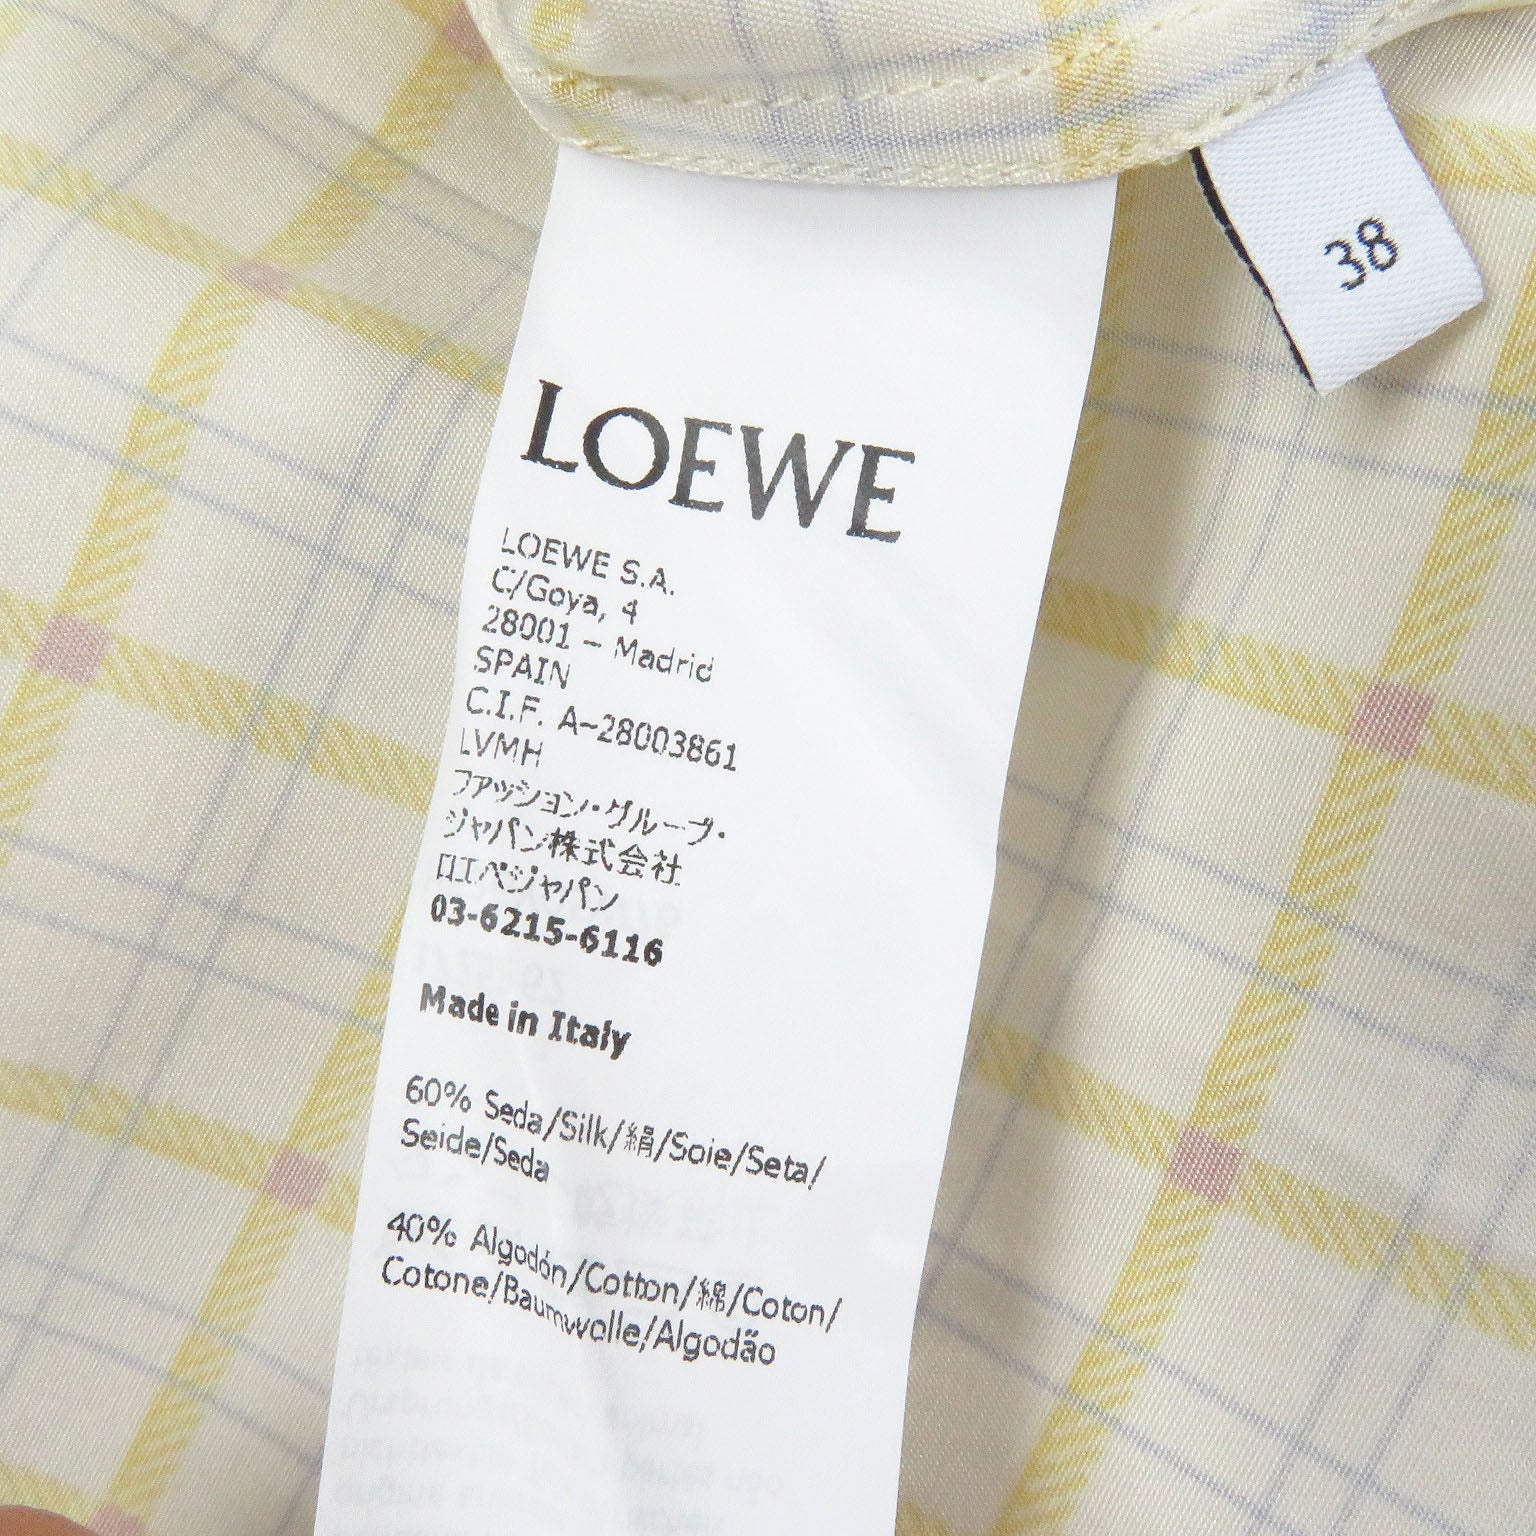 38
LOEWE
LOEWE S.A.
C/Goya, 4
28001 – Madrid
SPAIN
C.I.F. A-28003861
LVMH
ファッション・グループ・
ジャパン株式会社
ロエベジャパン
03-6215-6116
Made in Italy
60% Seda/Silk/絹/Soie/Seta/
Seide/Seda
40% Algodón/Cotton/綿/Coton/
Cotone/Baumwolle/Algodão